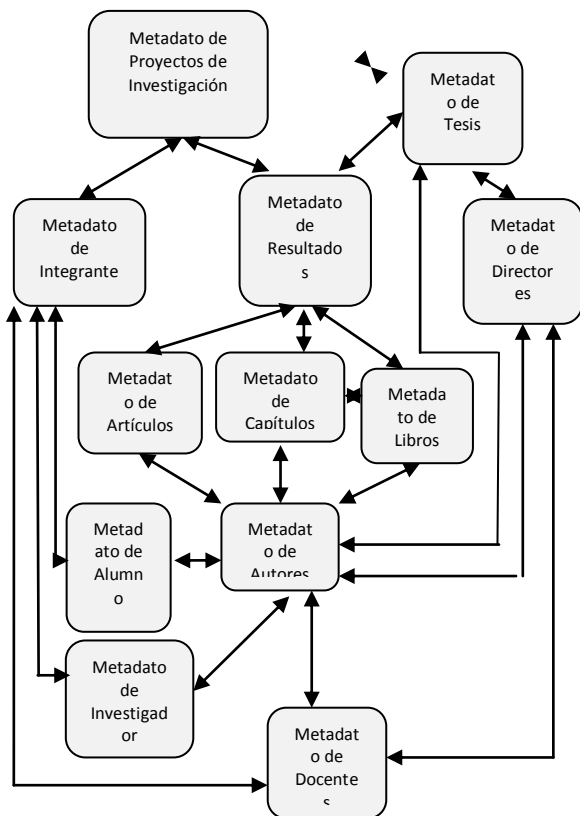 Metadato de
Proyectos de
Investigación
Metadat
o de
Tesis
Metadato
de
Integrante
Metadato
de
Resultado
s
Metadat
o de
Director
es
Metadat
o de
Artículos
Metadato
de
Capítulos
Metada
to de
Libros
Metad
ato de
Alumn
o
Metadat
o de
Autores
Metadato
de
Investigad
or
Metadat
o de
Docente
s